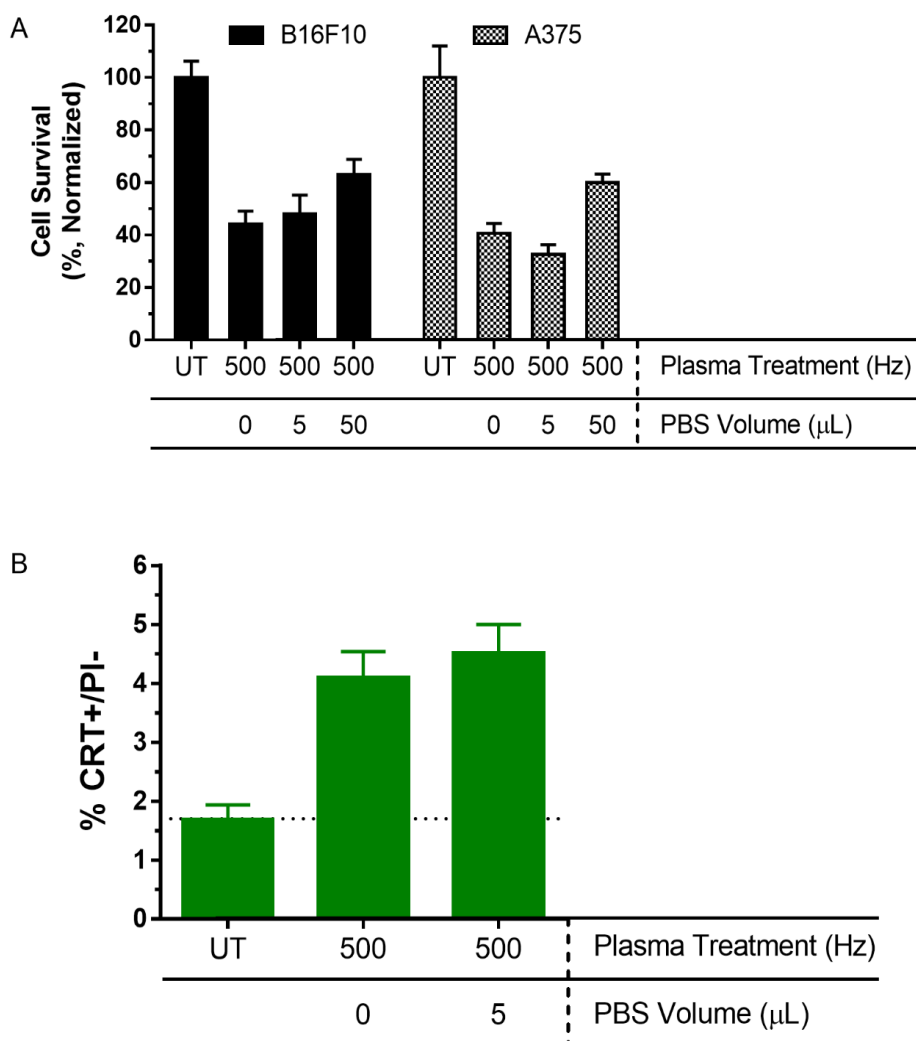 A
B16F10 A375
Cell Survival
(%, Normalized)
120
100
80
60
40
20
0
UT 500 500 500 UT 500 500 500 Plasma Treatment (Hz)
0 5 50 0 5 50 PBS Volume (μL)
B
% CRT+/PI-
6
5
4
3
2
1
0
UT 500 500 Plasma Treatment (Hz)
0 5 PBS Volume (μL)